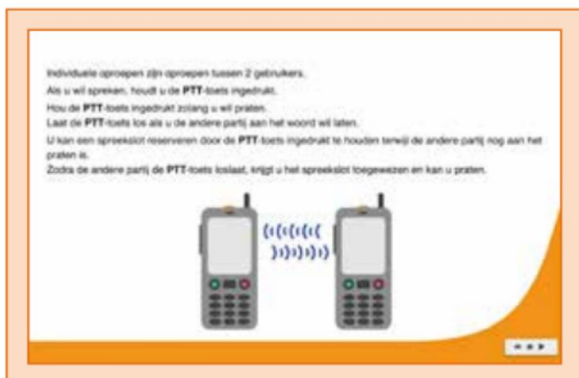 Individuele oproepen zijn oproepen tussen 2 gebruikers.
Als u wil spreken, houdt u de PTT-toets ingedrukt.
Hou de PTT-toets ingedrukt zolang u wil praten.
Laat de PTT-toets los als u de andere partij aan het woord wil laten.
U kan een spreekslot reserveren door de PTT-toets ingedrukt te houden terwijl de andere partij nog aan het
praten is.
Zodra de andere partij de PTT-toets loslaat, krijgt u het spreekslot toegewezen en kan u praten.